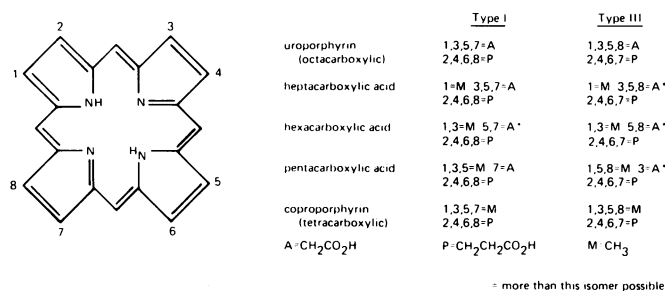 Type I Type III
2 3
1 4
NH N
N HN
8 5
7 6
uroporphyrin 1,3,5,7=A 1,3,5,8=A
(octacarboxylic) 2,4,6,8=P 2,4,6,7=P
heptacarboxylic acid 1=M 3,5,7=A 1=M 3,5,8=A*
2,4,6,8=P 2,4,6,7=P
hexacarboxylic acid 1,3=M 5,7=A* 1,3=M 5,8=A*
2,4,6,8=P 2,4,6,7=P
pentacarboxylic acid 1,3,5=M 7=A 1,5,8=M 3=A*
2,4,6,8=P 2,4,6,7=P
coproporphyrin 1,3,5,7=M 1,3,5,8=M
(tetracarboxylic) 2,4,6,8=P 2,4,6,7=P
A=CH₂CO₂H P=CH₂CH₂CO₂H M=CH₃
= more than this isomer possible